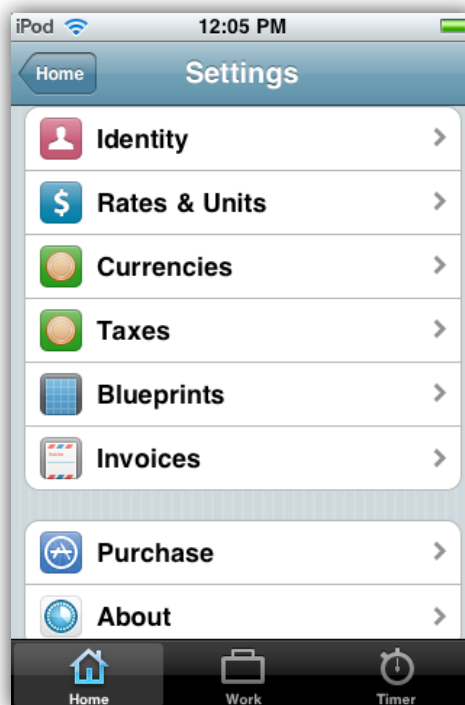 iPod 12:05 PM
Home Settings
Identity
Rates & Units
Currencies
Taxes
Blueprints
Invoices
Purchase
About
Home Work Timer